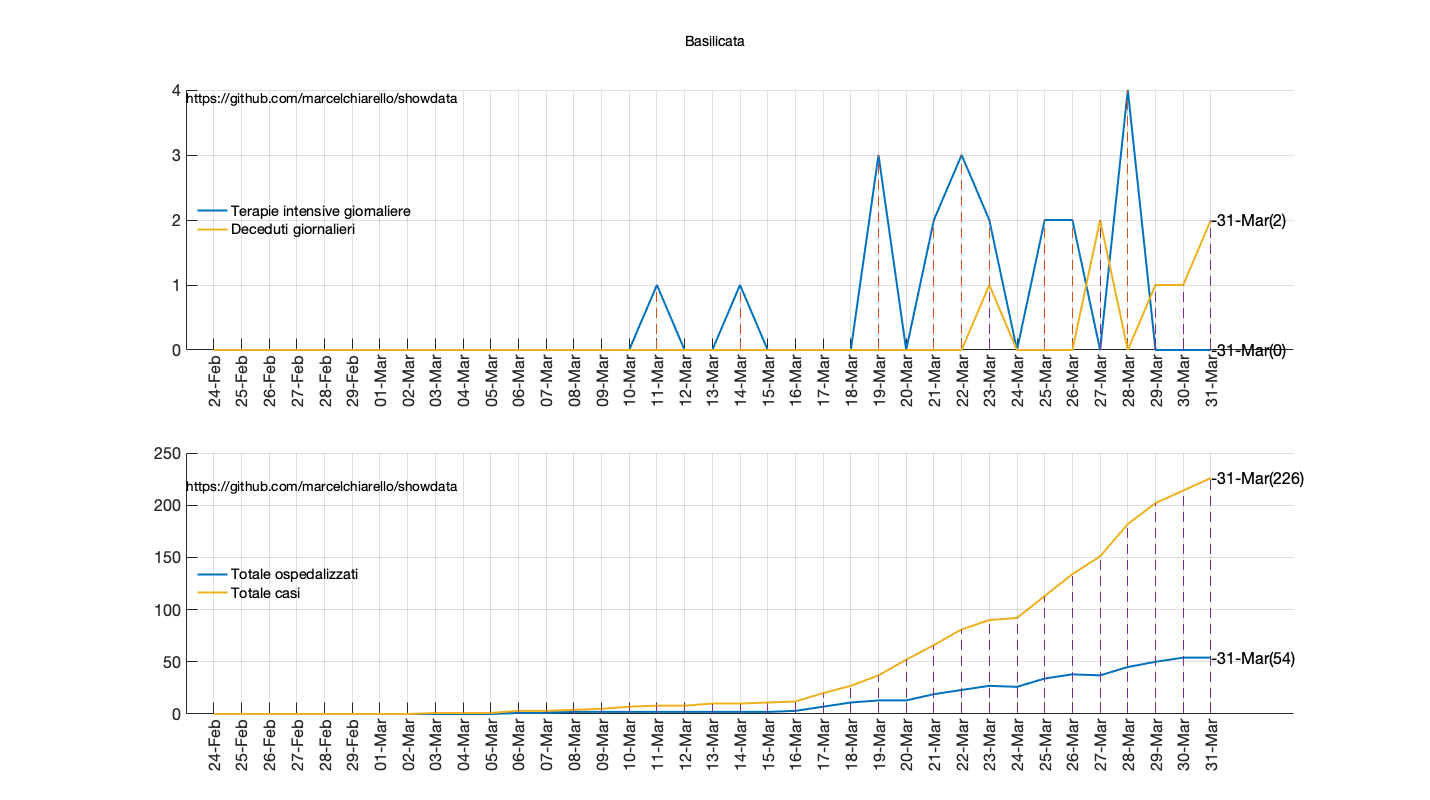 Basilicata
4
https://github.com/marcelchiarello/showdata
3
Terapie intensive giornaliere
2
Deceduti giornalieri
-31-Mar(2)
1
0
-31-Mar(0)
24-Feb
25-Feb
26-Feb
27-Feb
28-Feb
29-Feb
01-Mar
02-Mar
03-Mar
04-Mar
05-Mar
06-Mar
07-Mar
08-Mar
09-Mar
10-Mar
11-Mar
12-Mar
13-Mar
14-Mar
15-Mar
16-Mar
17-Mar
18-Mar
19-Mar
20-Mar
21-Mar
22-Mar
23-Mar
24-Mar
25-Mar
26-Mar
27-Mar
28-Mar
29-Mar
30-Mar
31-Mar
250
-31-Mar(226)
https://github.com/marcelchiarello/showdata
200
150
Totale ospedalizzati
Totale casi
100
50
-31-Mar(54)
0
24-Feb
25-Feb
26-Feb
27-Feb
28-Feb
29-Feb
01-Mar
02-Mar
03-Mar
04-Mar
05-Mar
06-Mar
07-Mar
08-Mar
09-Mar
10-Mar
11-Mar
12-Mar
13-Mar
14-Mar
15-Mar
16-Mar
17-Mar
18-Mar
19-Mar
20-Mar
21-Mar
22-Mar
23-Mar
24-Mar
25-Mar
26-Mar
27-Mar
28-Mar
29-Mar
30-Mar
31-Mar